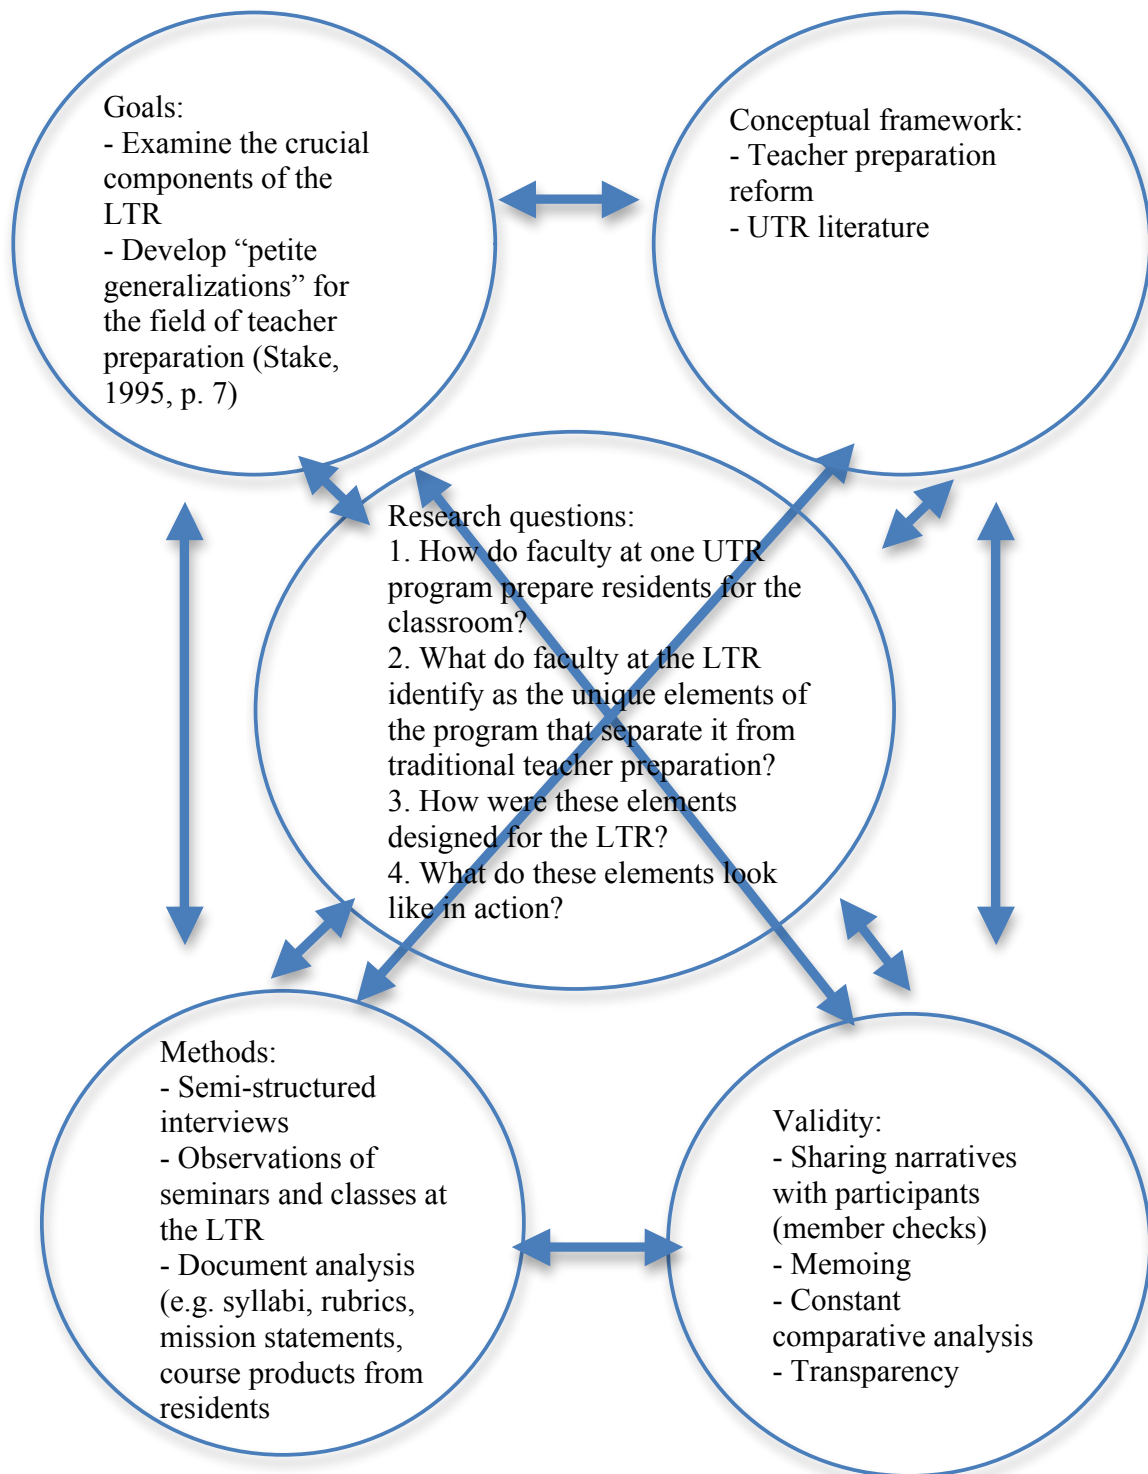 Goals:
- Examine the crucial
components of the
LTR
- Develop “petite
generalizations” for
the field of teacher
preparation (Stake,
1995, p. 7)
Conceptual framework:
- Teacher preparation
reform
- UTR literature
Research questions:
1. How do faculty at one UTR
program prepare residents for the
classroom?
2. What do faculty at the LTR
identify as the unique elements of
the program that separate it from
traditional teacher preparation?
3. How were these elements
designed for the LTR?
4. What do these elements look
like in action?
Methods:
- Semi-structured
interviews
- Observations of
seminars and classes at
the LTR
- Document analysis
(e.g. syllabi, rubrics,
mission statements,
course products from
residents
Validity:
- Sharing narratives
with participants
(member checks)
- Memoing
- Constant
comparative analysis
- Transparency